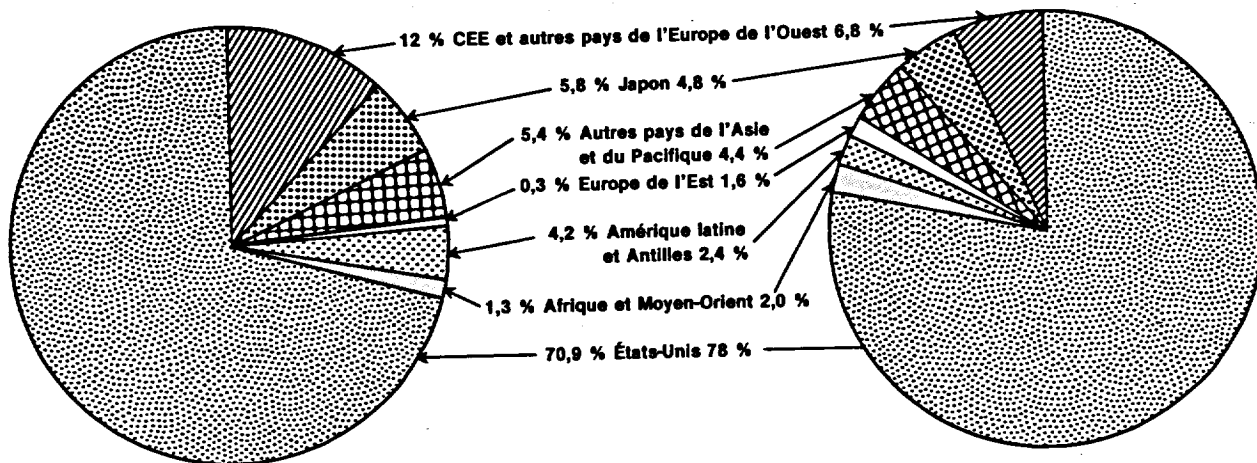 12 % CEE et autres pays de l'Europe de l'Ouest 6,8 %
5,8 % Japon 4,8 %
5,4 % Autres pays de l'Asie
et du Pacifique 4,4 %
0,3 % Europe de l'Est 1,6 %
4,2 % Amérique latine
et Antilles 2,4 %
1,3 % Afrique et Moyen-Orient 2,0 %
70,9 % États-Unis 78 %